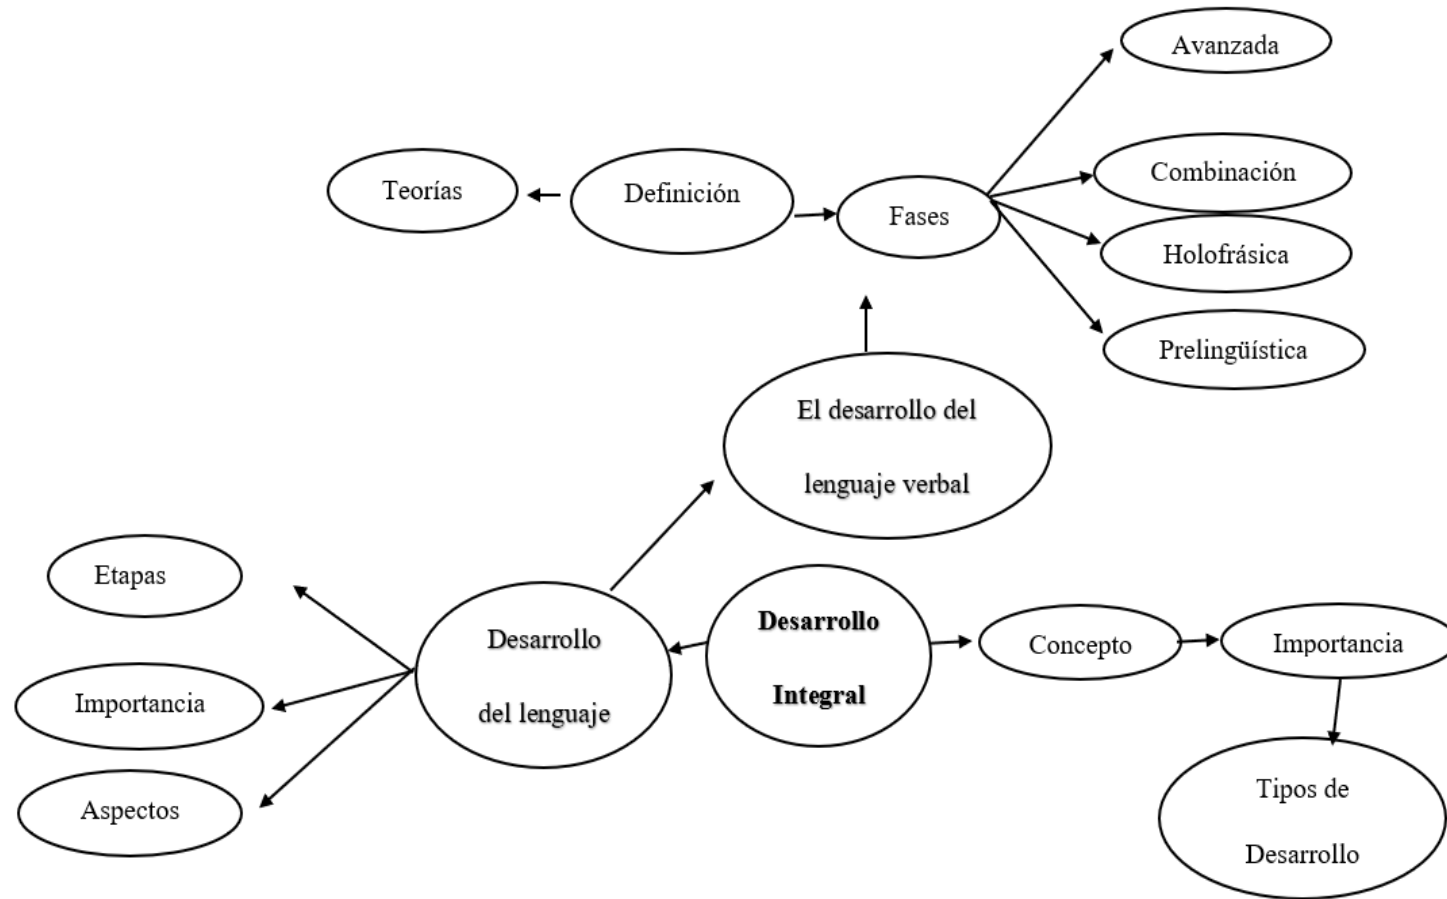 Avanzada
Combinación
Teorías
Definición
Fases
Holofrásica
Prelingüística
El desarrollo del
lenguaje verbal
Etapas
Importancia
Aspectos
Desarrollo
del lenguaje
Desarrollo
Integral
Concepto
Importancia
Tipos de
Desarrollo